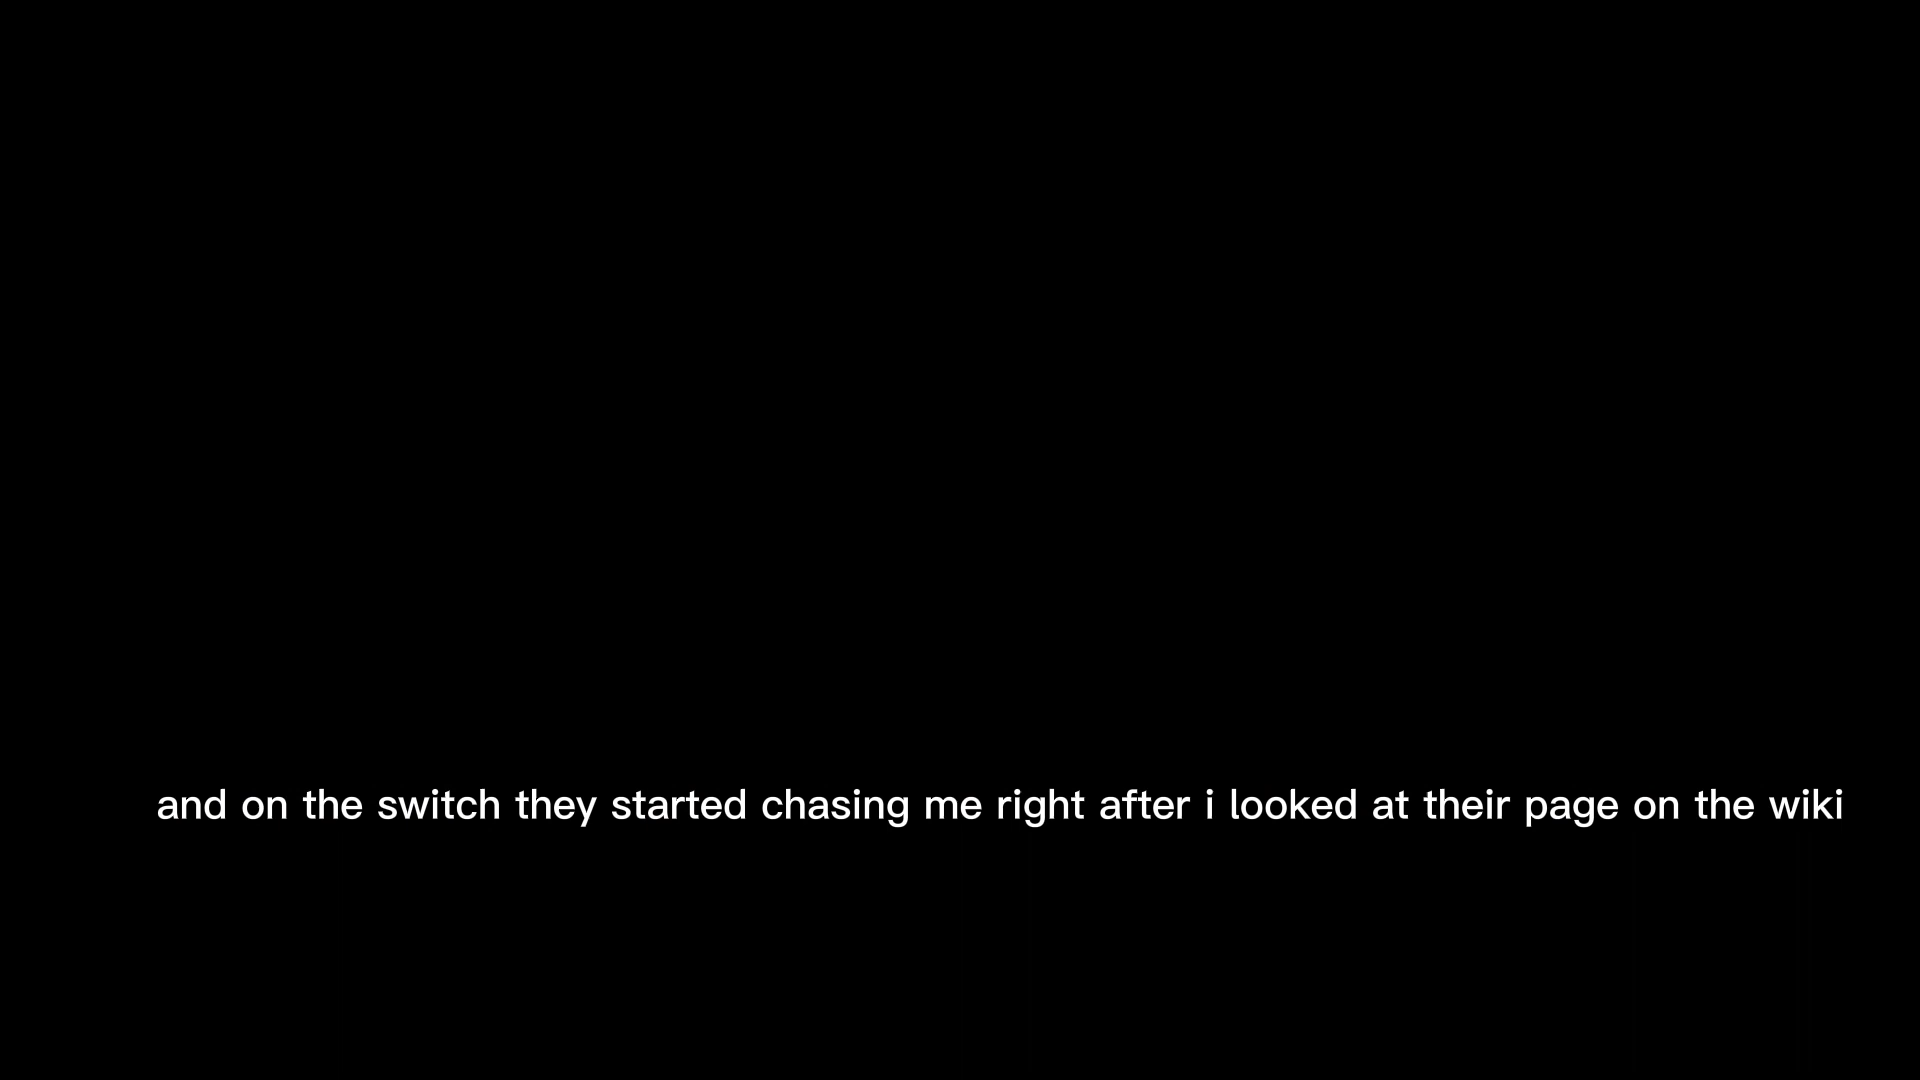 and on the switch they started chasing me right after i looked at their page on the wiki